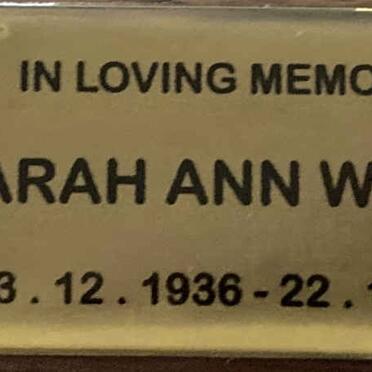 IN LOVING MEMO
ARAH ANN W
3 . 12 . 1936 - 22 .